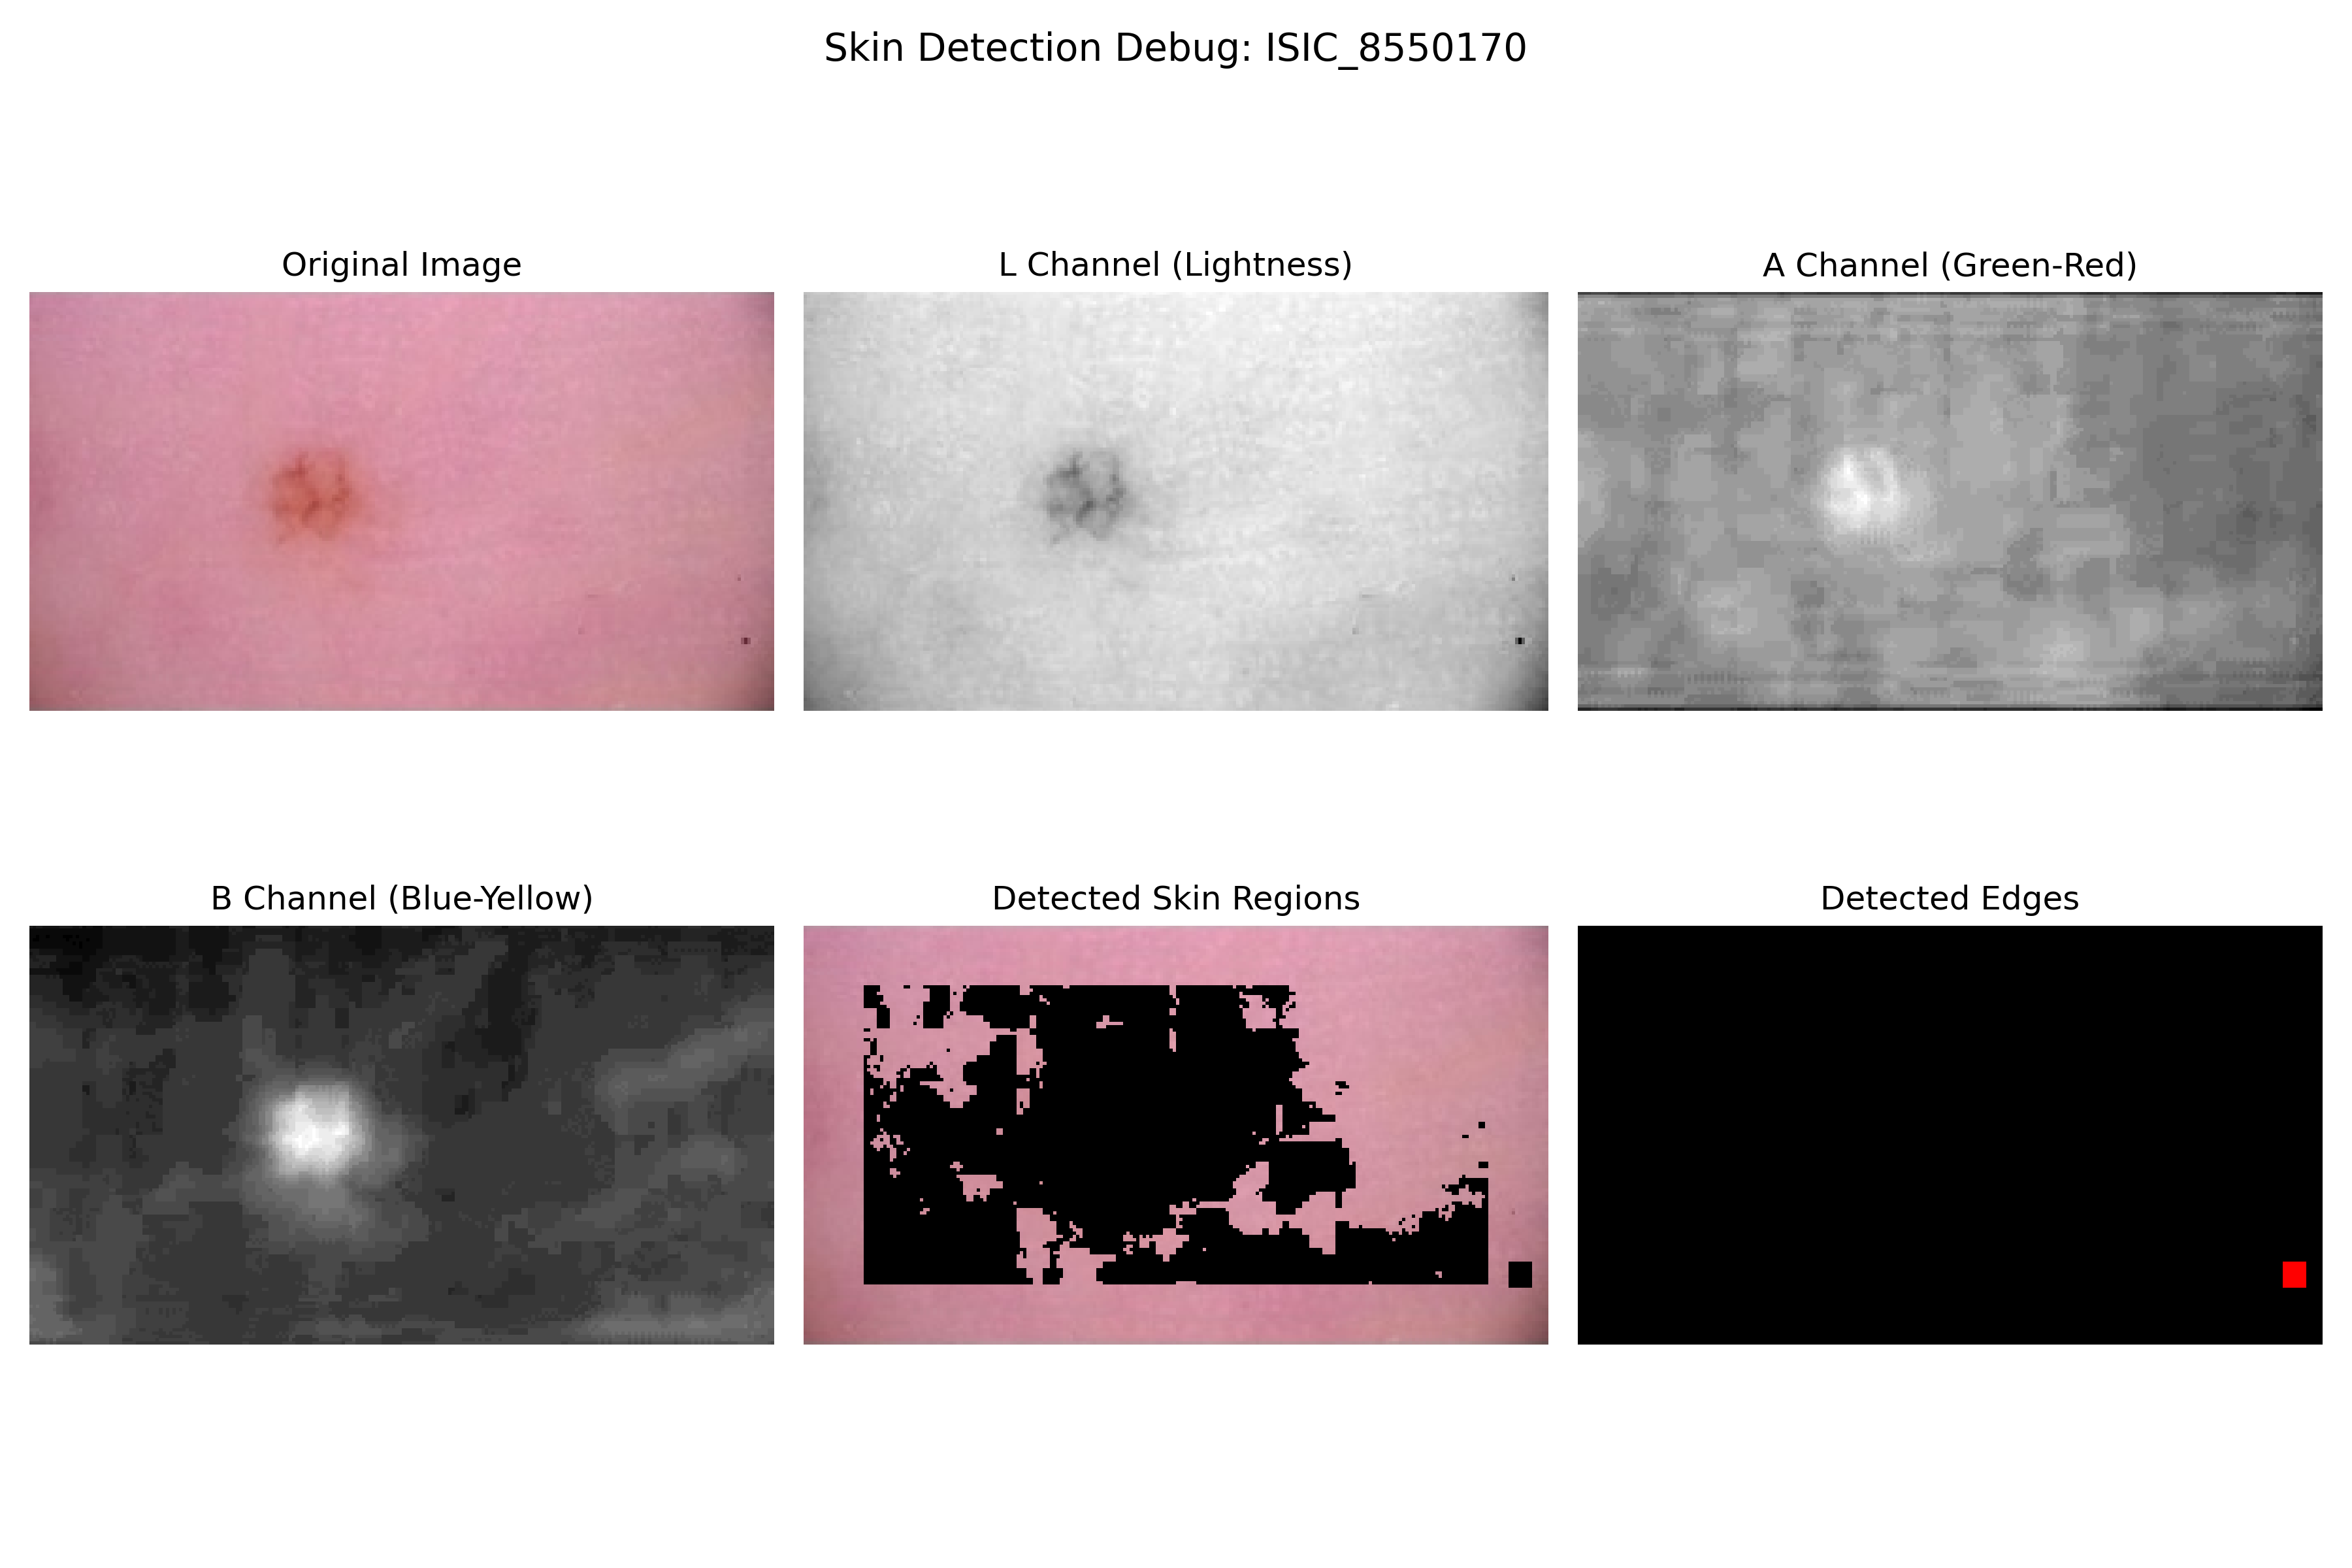 Skin Detection Debug: ISIC_8550170
Original Image
L Channel (Lightness)
A Channel (Green-Red)
B Channel (Blue-Yellow)
Detected Skin Regions
Detected Edges